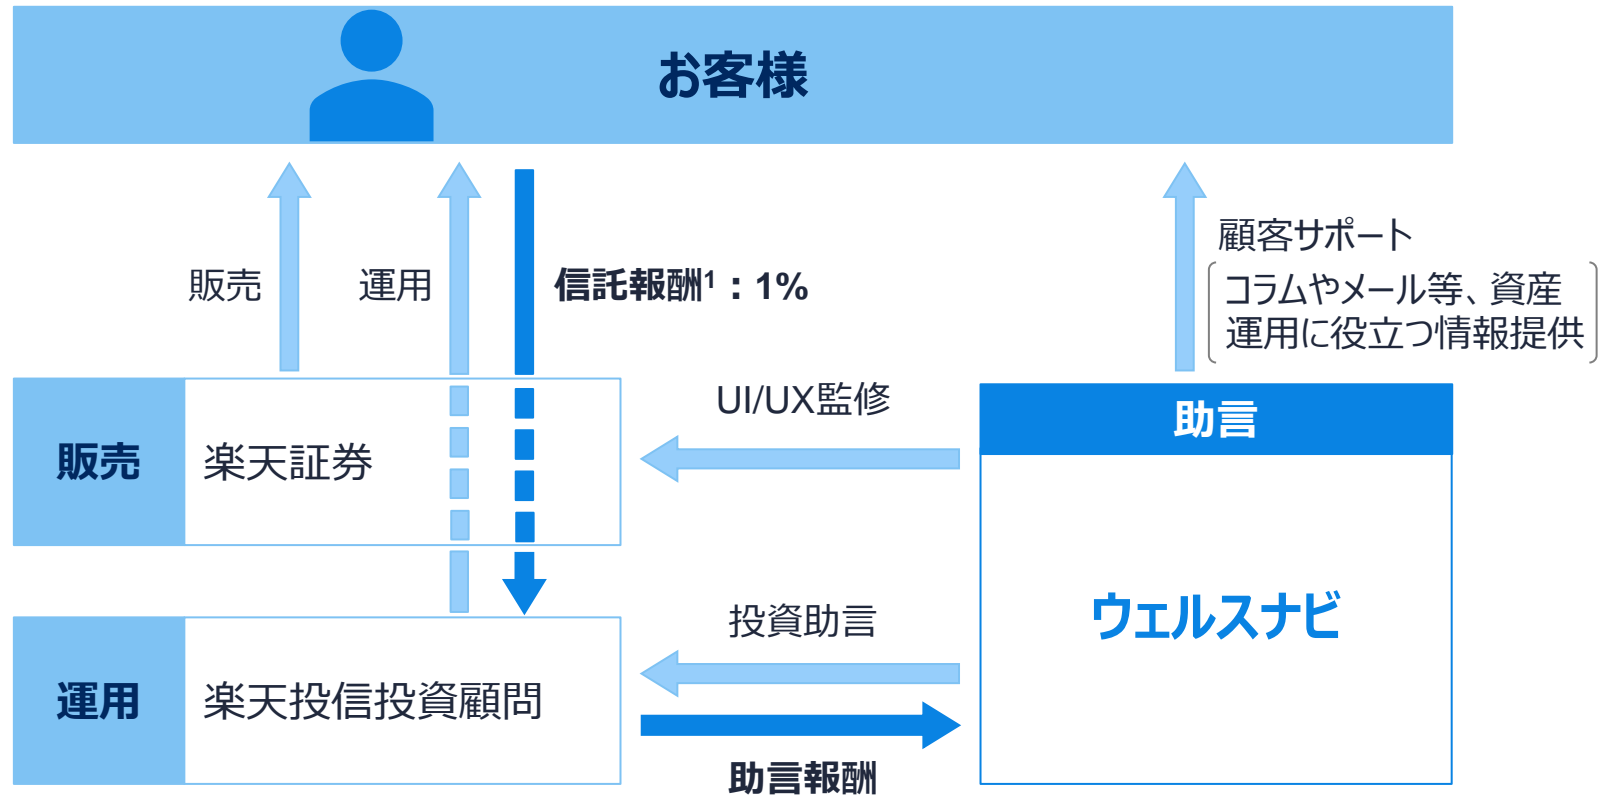 お客様
販売
運用
信託報酬1：1%
顧客サポート
コラムやメール等、資産
運用に役立つ情報提供
販売
楽天証券
UI/UX監修
助言
ウェルスナビ
運用
楽天投信投資顧問
投資助言
助言報酬